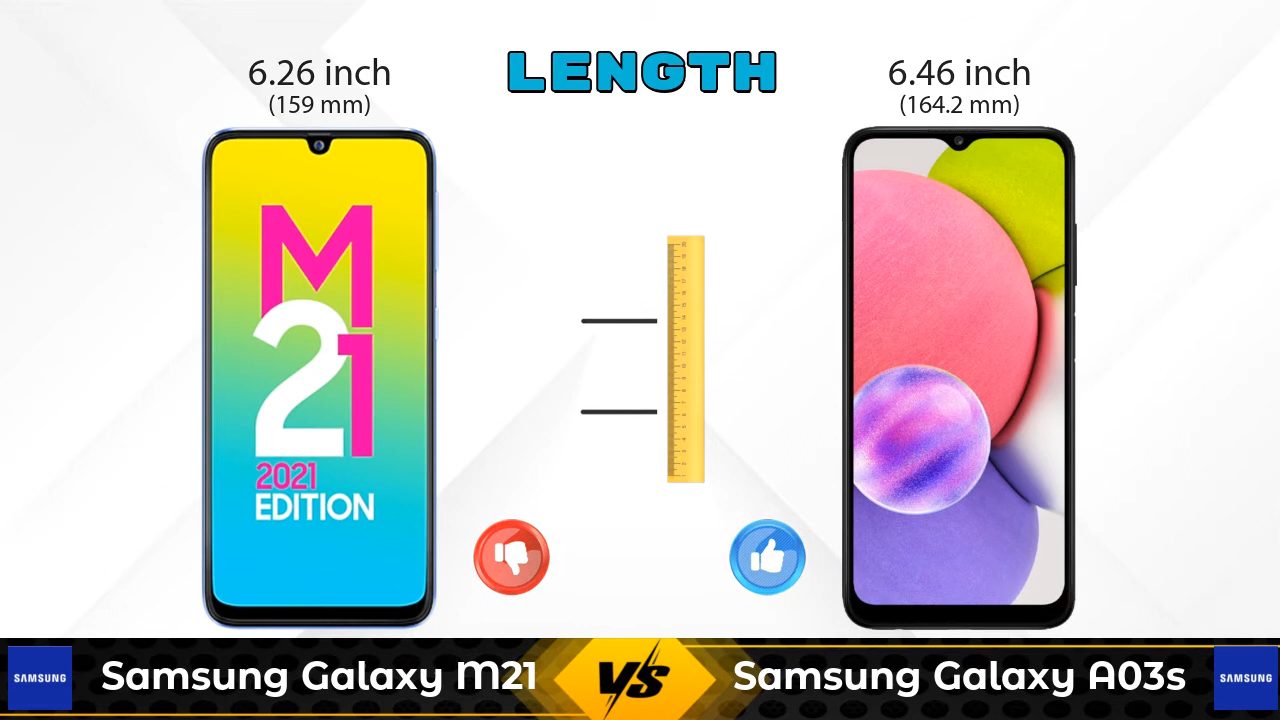 LENGTH
6.26 inch
(159 mm)
6.46 inch
(164.2 mm)
M
21
2021
EDITION
SAMSUNG
Samsung Galaxy M21
VS
Samsung Galaxy A03s
SAMSUNG